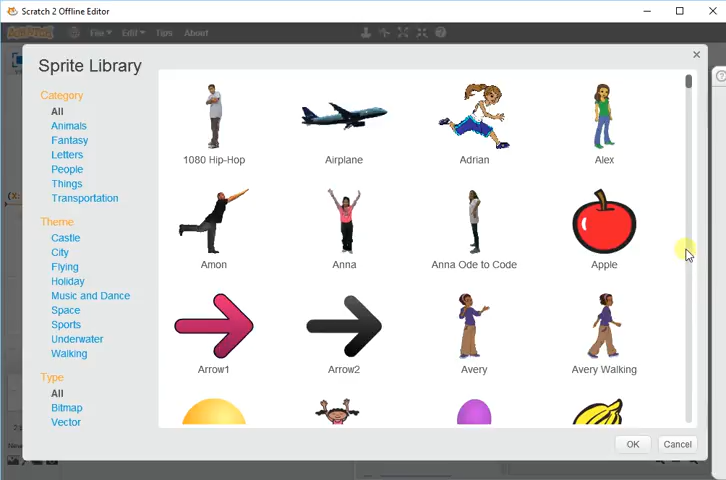 Scratch 2 Offline Editor
File Edit Tips About
Sprite Library
Category
All
Animals
Fantasy
Letters
People
Things
Transportation
Theme
Castle
City
Flying
Holiday
Music and Dance
Space
Sports
Underwater
Walking
Type
All
Bitmap
Vector
1080 Hip-Hop Airplane Adrian Alex
Amon Anna Anna Ode to Code Apple
Arrow1 Arrow2 Avery Avery Walking
OK Cancel